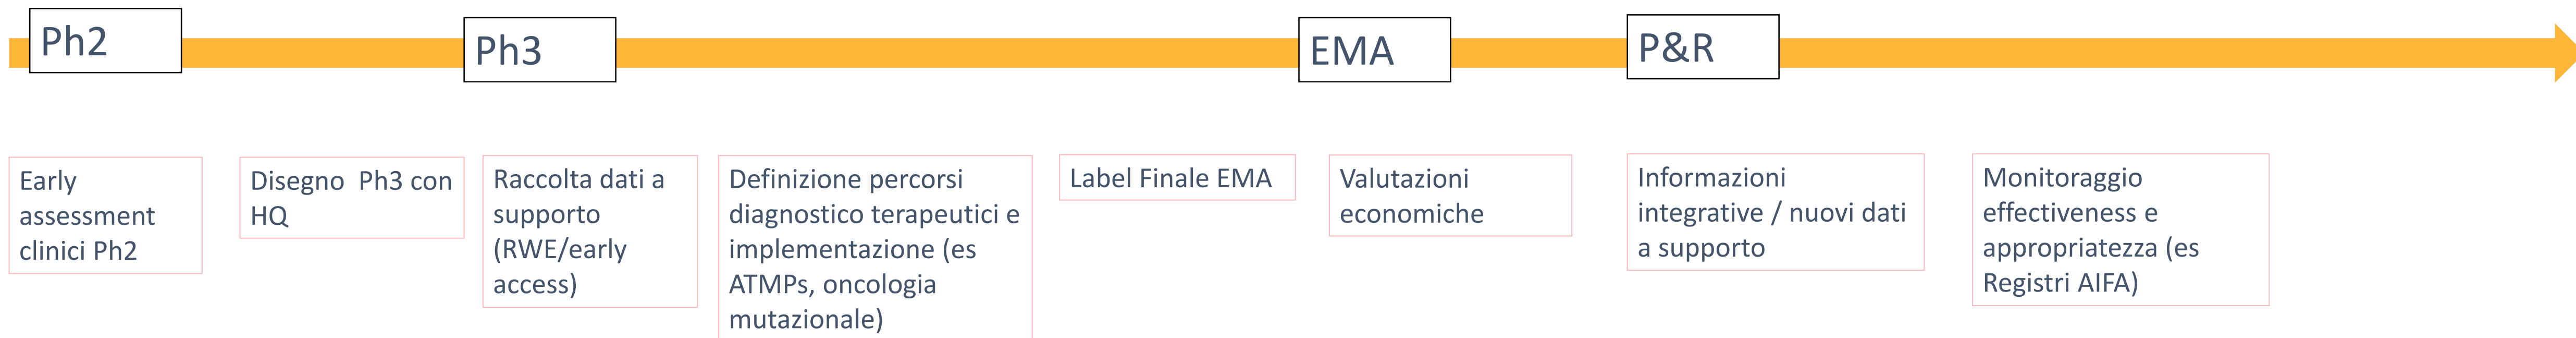 Ph2
Ph3
EMA
P&R
Early
assessment
clinici Ph2
Disegno  Ph3 con
HQ
Raccolta dati a
supporto
(RWE/early
access)
Definizione percorsi
diagnostico terapeutici e
implementazione (es
ATMPs, oncologia
mutazionale)
Label Finale EMA
Valutazioni
economiche
Informazioni
integrative / nuovi dati
a supporto
Monitoraggio
effectiveness e
appropriatezza (es
Registri AIFA)